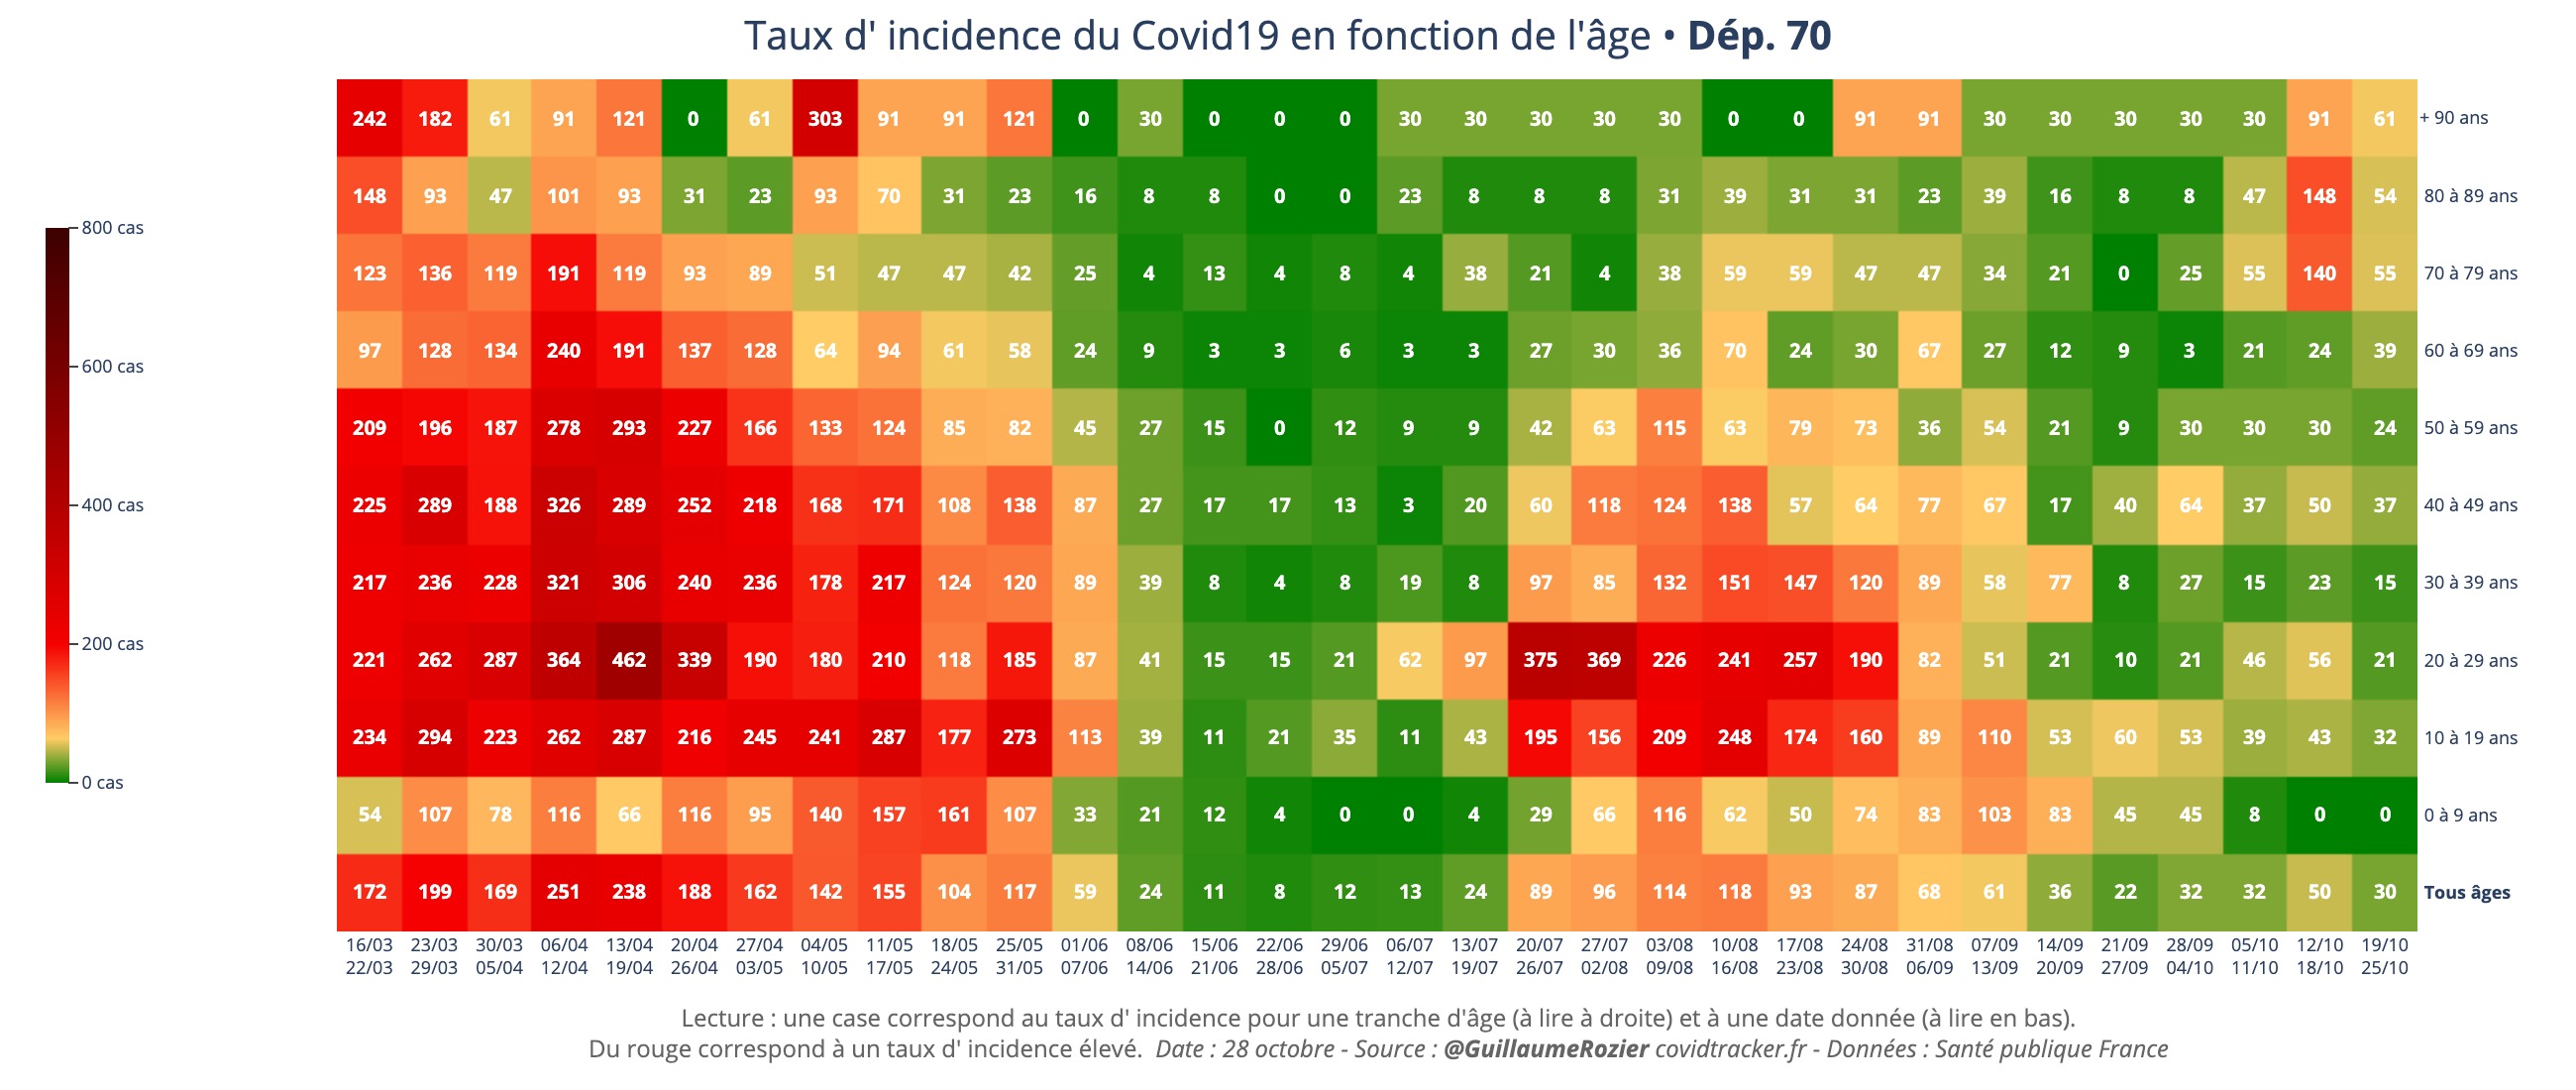 Taux d' incidence du Covid19 en fonction de l'âge • Dép. 70
800 cas
600 cas
400 cas
200 cas
0 cas
242 182 61 91 121 0 61 303 91 91 121 0 30 0 0 0 30 30 30 30 30 0 0 91 91 30 30 30 30 30 91 61 + 90 ans
148 93 47 101 93 31 23 93 70 31 23 16 8 8 0 0 23 8 8 8 31 39 31 31 23 39 16 8 8 47 148 54 80 à 89 ans
123 136 119 191 119 93 89 51 47 47 42 25 4 13 4 8 4 38 21 4 38 59 59 47 47 34 21 0 25 55 140 55 70 à 79 ans
97 128 134 240 191 137 128 64 94 61 58 24 9 3 3 6 3 3 27 30 36 70 24 30 67 27 12 9 3 21 24 39 60 à 69 ans
209 196 187 278 293 227 166 133 124 85 82 45 27 15 0 12 9 9 42 63 115 63 79 73 36 54 21 9 30 30 30 24 50 à 59 ans
225 289 188 326 289 252 218 168 171 108 138 87 27 17 17 13 3 20 60 118 124 138 57 64 77 67 17 40 64 37 50 37 40 à 49 ans
217 236 228 321 306 240 236 178 217 124 120 89 39 8 4 8 19 8 97 85 132 151 147 120 89 58 77 8 27 15 23 15 30 à 39 ans
221 262 287 364 462 339 190 180 210 118 185 87 41 15 15 21 62 97 375 369 226 241 257 190 82 51 21 10 21 46 56 21 20 à 29 ans
234 294 223 262 287 216 245 241 287 177 273 113 39 11 21 35 11 43 195 156 209 248 174 160 89 110 53 60 53 39 43 32 10 à 19 ans
54 107 78 116 66 116 95 140 157 161 107 33 21 12 4 0 0 4 29 66 116 62 50 74 83 103 83 45 45 8 0 0 0 à 9 ans
172 199 169 251 238 188 162 142 155 104 117 59 24 11 8 12 13 24 89 96 114 118 93 87 68 61 36 22 32 32 50 30 Tous âges
16/03 23/03 30/03 06/04 13/04 20/04 27/04 04/05 11/05 18/05 25/05 01/06 08/06 15/06 22/06 29/06 06/07 13/07 20/07 27/07 03/08 10/08 17/08 24/08 31/08 07/09 14/09 21/09 28/09 05/10 12/10 19/10
22/03 29/03 05/04 12/04 19/04 26/04 03/05 10/05 17/05 24/05 31/05 07/06 14/06 21/06 28/06 05/07 12/07 19/07 26/07 02/08 09/08 16/08 23/08 30/08 06/09 13/09 20/09 27/09 04/10 11/10 18/10 25/10
Lecture : une case correspond au taux d' incidence pour une tranche d'âge (à lire à droite) et à une date donnée (à lire en bas).
Du rouge correspond à un taux d' incidence élevé. Date : 28 octobre - Source : @GuillaumeRozier covidtracker.fr - Données : Santé publique France